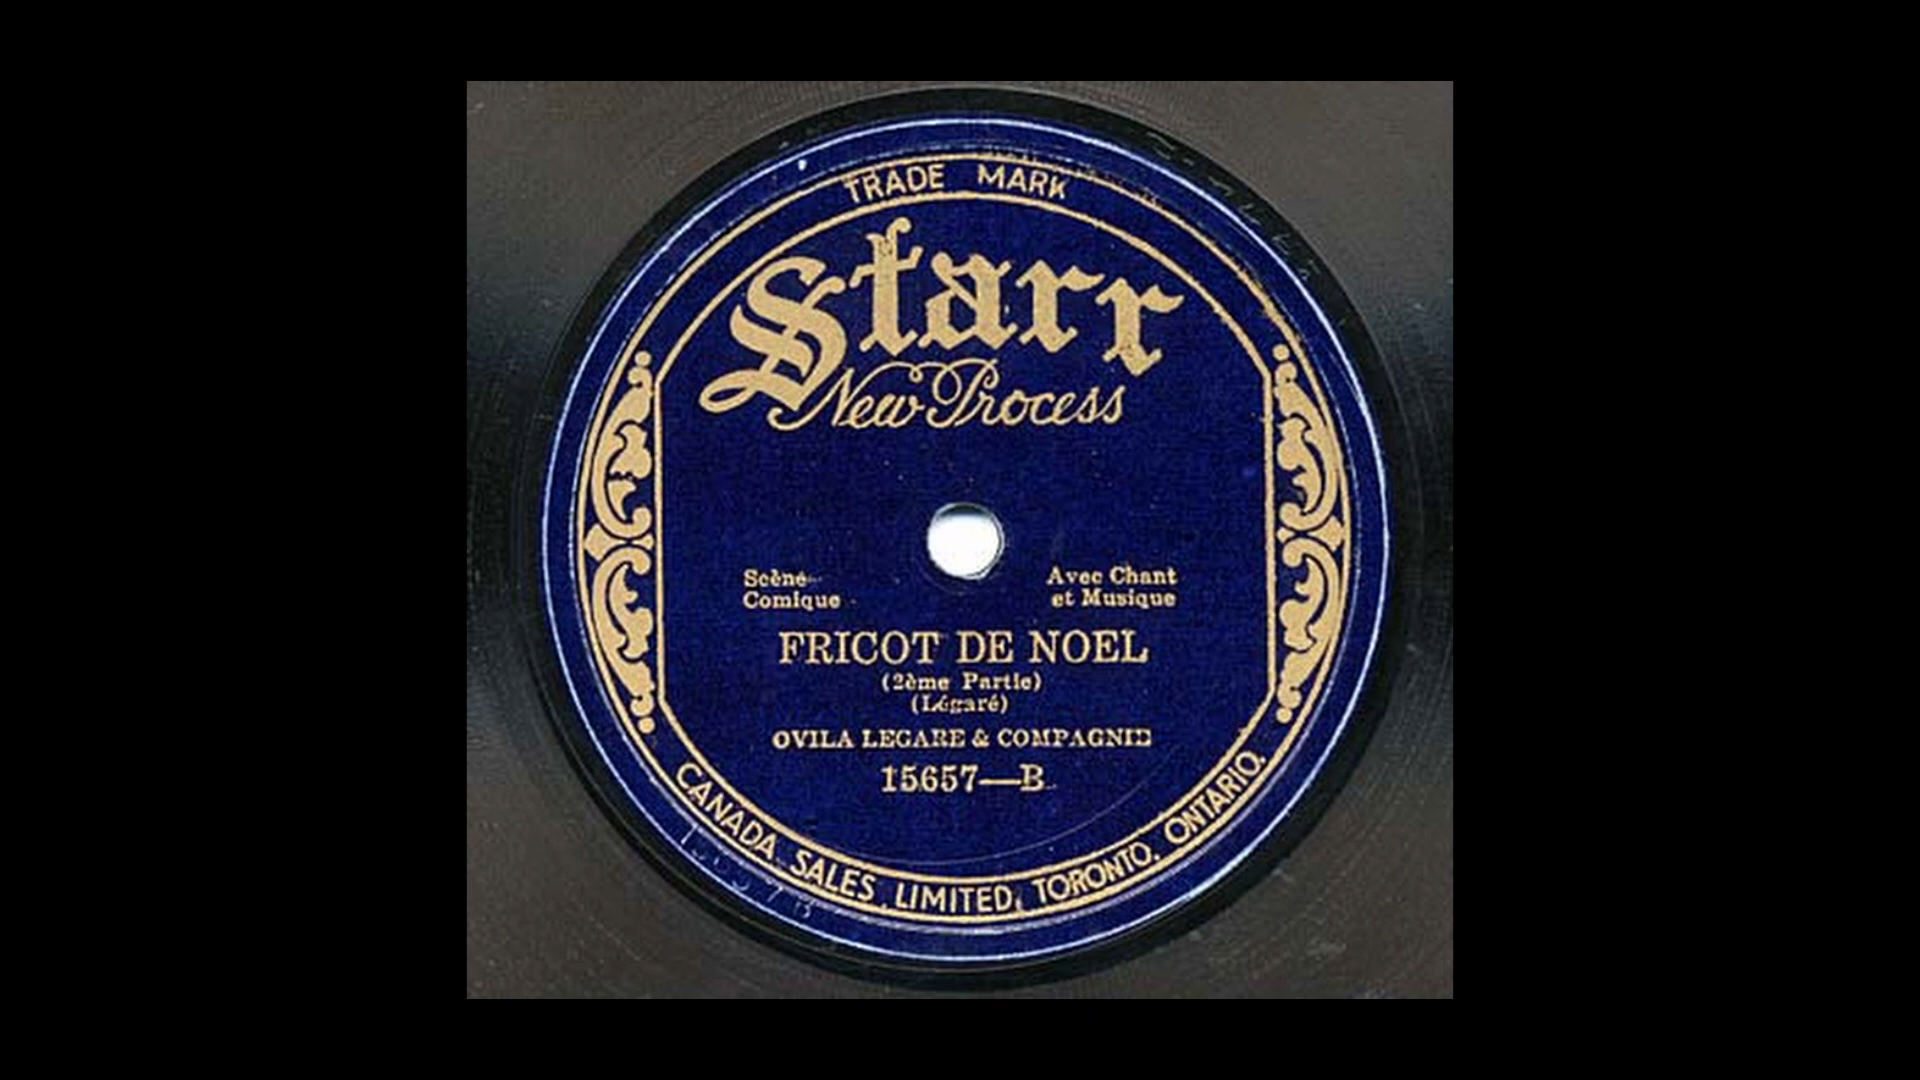 TRADE MARK
Starr
New Process
Scène Comique
Avec Chant et Musique
FRICOT DE NOEL
(2ème Partie)
(Légaré)
OVILA LEGARE & COMPAGNIE
15657—B
CANADA SALES LIMITED, TORONTO, ONTARIO.